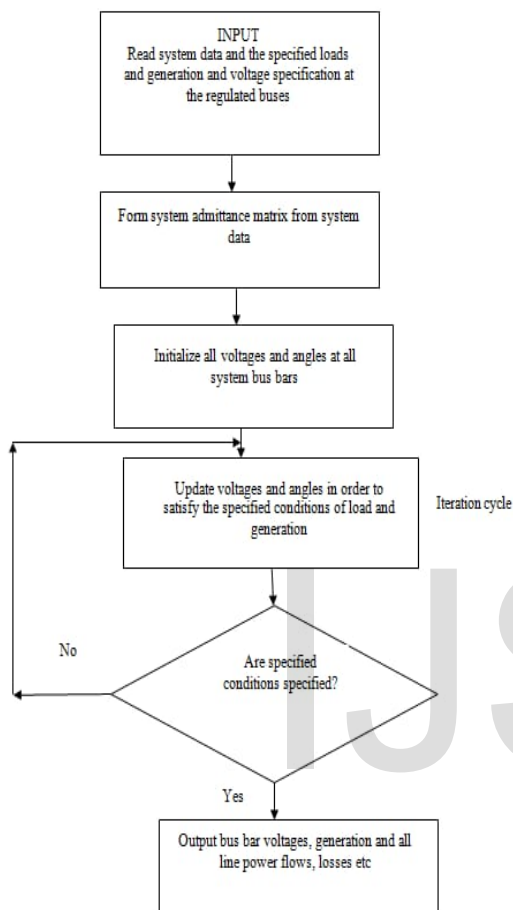 INPUT
Read system data and the specified loads
and generation and voltage specification at
the regulated buses
Form system admittance matrix from system
data
Initialize all voltages and angles at all
system bus bars
Update voltages and angles in order to
satisfy the specified conditions of load and
generation
Iteration cycle
No
Are specified
conditions specified?
Yes
Output bus bar voltages, generation and all
line power flows, losses etc
IJS